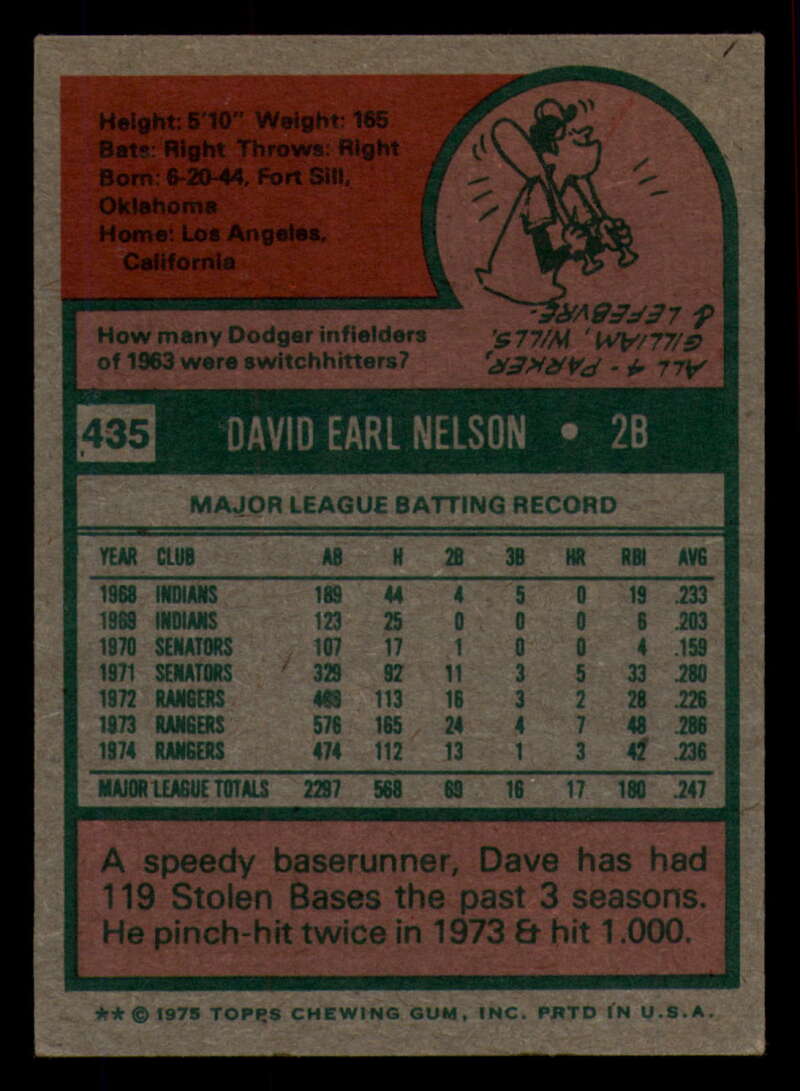 Height: 5'10" Weight: 165
Bats: Right Throws: Right
Born: 6-20-44, Fort Sill,
Oklahoma
Home: Los Angeles,
California
How many Dodger infielders
of 1963 were switchhitters?
ALL 4 - PARKER,
GILLIAM, WILLS,
& LEFEBVRE.
435 DAVID EARL NELSON • 2B
MAJOR LEAGUE BATTING RECORD
YEAR CLUB AB H 2B 3B HR RBI AVG
1968 INDIANS 189 44 4 5 0 19 .233
1969 INDIANS 123 25 0 0 0 6 .203
1970 SENATORS 107 17 1 0 0 4 .159
1971 SENATORS 329 92 11 3 5 33 .280
1972 RANGERS 499 113 16 3 2 28 .226
1973 RANGERS 576 165 24 4 7 48 .286
1974 RANGERS 474 112 13 1 3 42 .236
MAJOR LEAGUE TOTALS 2297 568 69 16 17 180 .247
A speedy baserunner, Dave has had
119 Stolen Bases the past 3 seasons.
He pinch-hit twice in 1973 & hit 1.000.
** © 1975 TOPPS CHEWING GUM, INC. PRTD IN U.S.A.